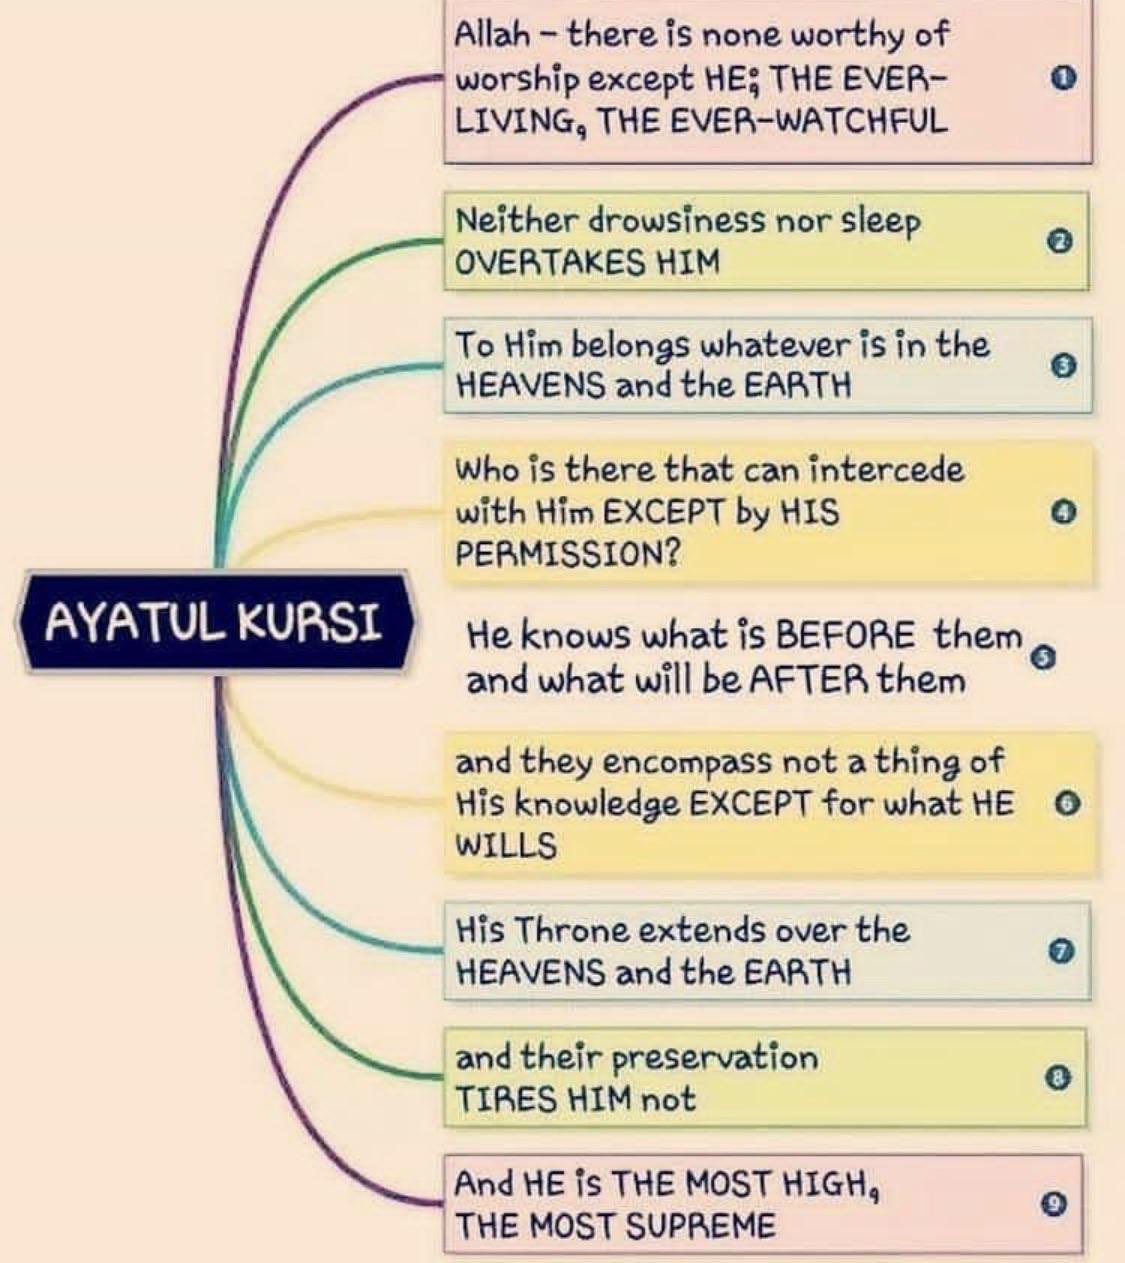 Allah – there is none worthy of
worship except HE; THE EVER-
LIVING, THE EVER-WATCHFUL
1
Neither drowsiness nor sleep
OVERTAKES HIM
2
To Him belongs whatever is in the
HEAVENS and the EARTH
3
Who is there that can intercede
with Him EXCEPT by HIS
PERMISSION?
4
AYATUL KURSI
He knows what is BEFORE them
and what will be AFTER them
5
and they encompass not a thing of
His knowledge EXCEPT for what HE
WILLS
6
His Throne extends over the
HEAVENS and the EARTH
7
and their preservation
TIRES HIM not
8
And HE is THE MOST HIGH,
THE MOST SUPREME
9